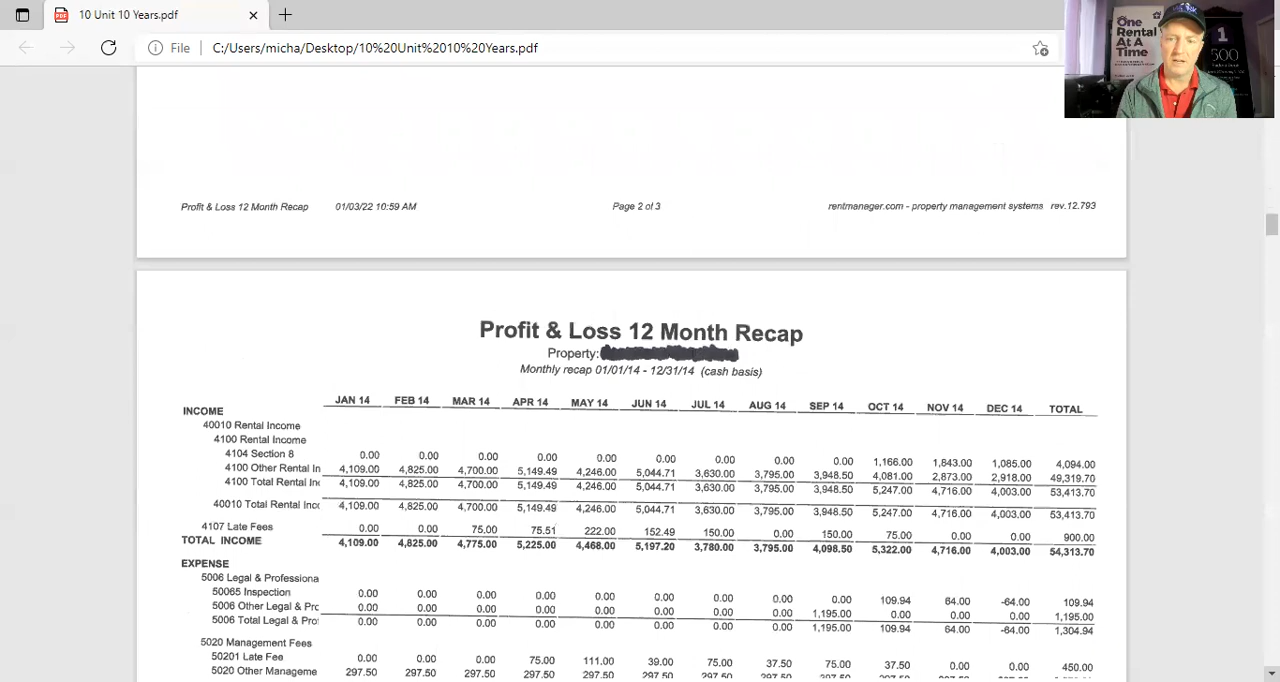 10 Unit 10 Years.pdf
File C:/Users/micha/Desktop/10%20Unit%2010%20Years.pdf
One
Rental
At A
Time
1
500
Profit & Loss 12 Month Recap 01/03/22 10:59 AM Page 2 of 3 rentmanager.com - property management systems rev.12.793
Profit & Loss 12 Month Recap
Property:
Monthly recap 01/01/14 - 12/31/14 (cash basis)
JAN 14 FEB 14 MAR 14 APR 14 MAY 14 JUN 14 JUL 14 AUG 14 SEP 14 OCT 14 NOV 14 DEC 14 TOTAL
INCOME
40010 Rental Income
4100 Rental Income
4104 Section 8 0.00 0.00 0.00 0.00 0.00 0.00 0.00 0.00 0.00 1,166.00 1,843.00 1,085.00 4,094.00
4100 Other Rental In 4,109.00 4,825.00 4,700.00 5,149.49 4,246.00 5,044.71 3,630.00 3,795.00 3,948.50 4,081.00 2,873.00 2,918.00 49,319.70
4100 Total Rental Inc 4,109.00 4,825.00 4,700.00 5,149.49 4,246.00 5,044.71 3,630.00 3,795.00 3,948.50 5,247.00 4,716.00 4,003.00 53,413.70
40010 Total Rental Inc 4,109.00 4,825.00 4,700.00 5,149.49 4,246.00 5,044.71 3,630.00 3,795.00 3,948.50 5,247.00 4,716.00 4,003.00 53,413.70
4107 Late Fees 0.00 0.00 75.00 75.51 222.00 152.49 150.00 0.00 150.00 75.00 0.00 0.00 900.00
TOTAL INCOME 4,109.00 4,825.00 4,775.00 5,225.00 4,468.00 5,197.20 3,780.00 3,795.00 4,098.50 5,322.00 4,716.00 4,003.00 54,313.70
EXPENSE
5006 Legal & Professiona
50065 Inspection 0.00 0.00 0.00 0.00 0.00 0.00 0.00 0.00 0.00 109.94 64.00 -64.00 109.94
5006 Other Legal & Pro 0.00 0.00 0.00 0.00 0.00 0.00 0.00 0.00 1,195.00 0.00 0.00 0.00 1,195.00
5006 Total Legal & Pro 0.00 0.00 0.00 0.00 0.00 0.00 0.00 0.00 1,195.00 109.94 64.00 -64.00 1,304.94
5020 Management Fees
50201 Late Fee 0.00 0.00 0.00 75.00 111.00 39.00 75.00 37.50 75.00 37.50 0.00 0.00 450.00
5020 Other Manageme 297.50 297.50 297.50 297.50 297.50 297.50 297.50 297.50 297.50